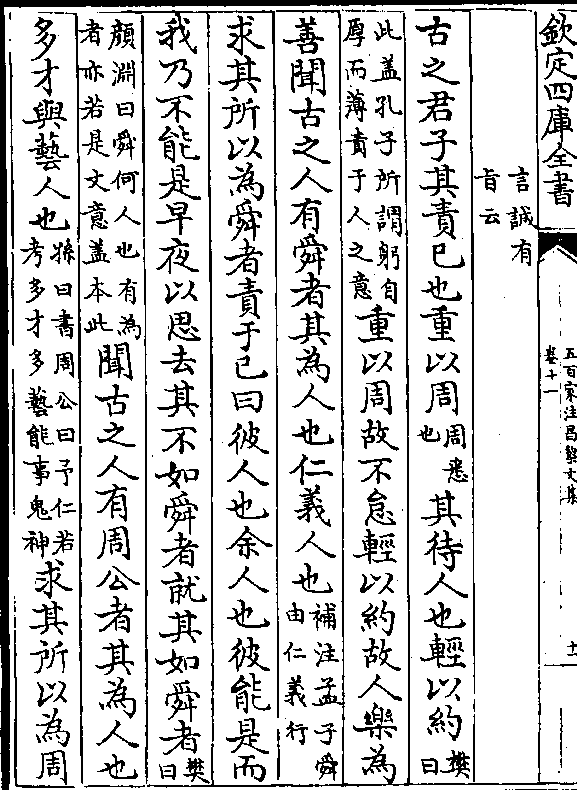 欽定四庫全書
五百家注昌黎文集
卷十一
十一
言誠有
旨云
古之君子其責已也重以周周悉也其待人也輕以約樊曰
此盖孔子所謂躬自厚而薄責于人之意重以周故不怠輕以約故人樂為
善聞古之人有舜者其為人也仁義人也補注孟子舜由仁義行
求其所以為舜者責于已曰彼人也余人也彼能是而
我乃不能是早夜以思去其不如舜者就其如舜者樊曰
顔淵曰舜何人也有為者亦若是文意盖本此聞古之人有周公者其為人也
多才與藝人也孫曰書周公曰予仁若考多才多藝能事鬼神求其所以為周